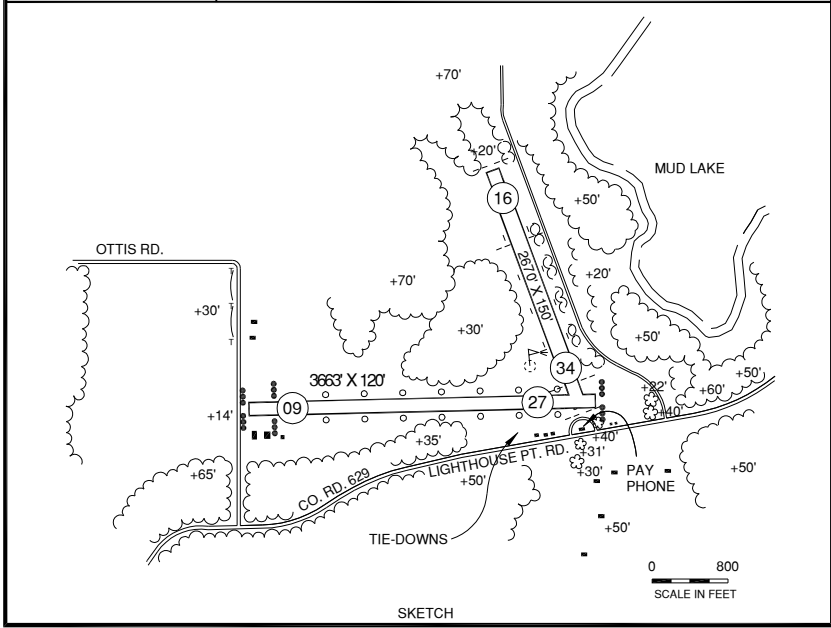 +70'
+20'
MUD LAKE
16
+50'
OTTIS RD.
2670' X 150'
+20'
+70'
T
+30'
T
+30'
+50'
34
3663' X 120'
+50'
+22'
+60'
09
27
+14'
+40'
+35'
+40'
+31'
LIGHTHOUSE PT. RD.
+65'
+30'
PAY
PHONE
+50'
CO. RD. 629
+50'
+50'
TIE-DOWNS
0 800
SCALE IN FEET
SKETCH